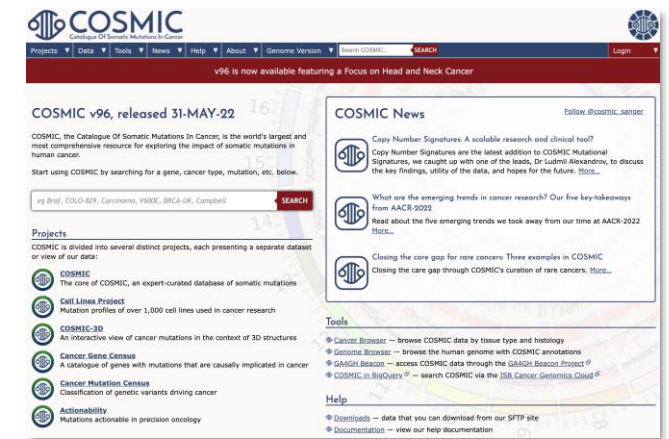 COSMIC
Catalogue Of Somatic Mutations In Cancer
Projects ▼ Data ▼ Tools ▼ News ▼ Help ▼ About ▼ Genome Version ▼ Search COSMIC... SEARCH Login ▼
v96 is now available featuring a Focus on Head and Neck Cancer
COSMIC v96, released 31-MAY-22
COSMIC, the Catalogue Of Somatic Mutations In Cancer, is the world's largest and
most comprehensive resource for exploring the impact of somatic mutations in
human cancer.
Start using COSMIC by searching for a gene, cancer type, mutation, etc. below.
eg Braf, COLO-829, Carcinoma, V600E, BRCA-UK, Campbell SEARCH
Projects
COSMIC is divided into several distinct projects, each presenting a separate dataset
or view of our data:
COSMIC
The core of COSMIC, an expert-curated database of somatic mutations
Cell Lines Project
Mutation profiles of over 1,000 cell lines used in cancer research
COSMIC-3D
An interactive view of cancer mutations in the context of 3D structures
Cancer Gene Census
A catalogue of genes with mutations that are causally implicated in cancer
Cancer Mutation Census
Classification of genetic variants driving cancer
Actionability
Mutations actionable in precision oncology
COSMIC News
Follow @cosmic_sanger
Copy Number Signatures: A scalable research and clinical tool?
Copy Number Signatures are the latest addition to COSMIC Mutational
Signatures, we caught up with one of the leads, Dr Ludmil Alexandrov, to discuss
the key findings, utility of the data, and hopes for the future. More...
What are the emerging trends in cancer research? Our five key-takeaways
from AACR-2022
Read about the five emerging trends we took away from our time at AACR-2022
More...
Closing the care gap for rare cancers: Three examples in COSMIC
Closing the care gap through COSMIC's curation of rare cancers. More...
Tools
Cancer Browser — browse COSMIC data by tissue type and histology
Genome Browser — browse the human genome with COSMIC annotations
GA4GH Beacon — access COSMIC data through the GA4GH Beacon Project
COSMIC in BigQuery — search COSMIC via the ISB Cancer Genomics Cloud
Help
Downloads — data that you can download from our SFTP site
Documentation — view our help documentation
16
15
14